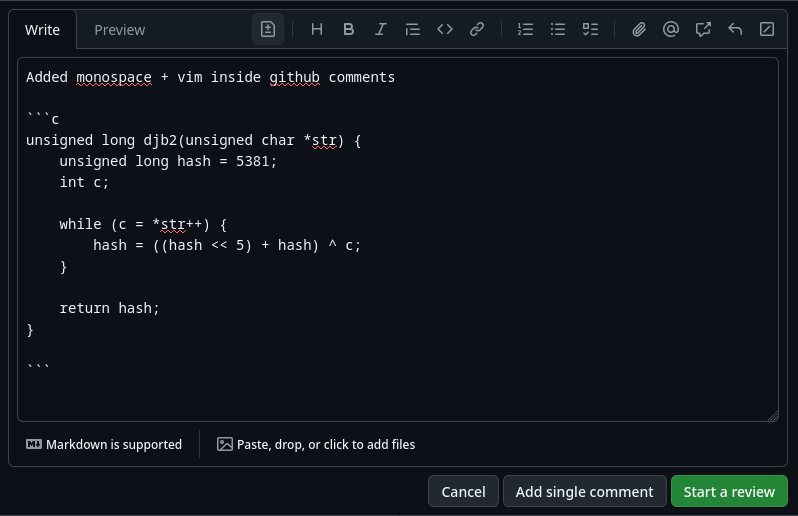 Write Preview
Added monospace + vim inside github comments

```c
unsigned long djb2(unsigned char *str) {
    unsigned long hash = 5381;
    int c;

    while (c = *str++) {
        hash = ((hash << 5) + hash) ^ c;
    }

    return hash;
}

```
Markdown is supported Paste, drop, or click to add files
Cancel Add single comment Start a review